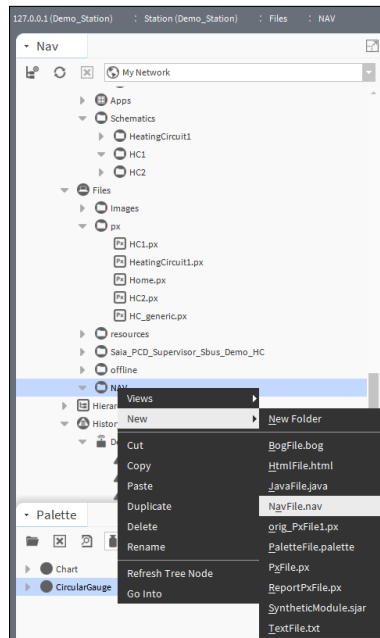 127.0.0.1 (Demo_Station) : Station (Demo_Station) : Files : NAV
Nav
My Network
Apps
Schematics
HeatingCircuit1
HC1
HC2
Files
Images
px
HC1.px
HeatingCircuit1.px
Home.px
HC2.px
HC_generic.px
resources
Saia_PCD_Supervisor_Sbus_Demo_HC
offline
NAV
Views
Hierar
New
New Folder
Histor
Cut
BogFile.bog
De
Copy
HtmlFile.html
Paste
JavaFile.java
Duplicate
NavFile.nav
Palette
Delete
orig_PxFile1.px
Rename
PaletteFile.palette
Chart
Refresh Tree Node
PxFile.px
CircularGauge
Go Into
ReportPxFile.px
SyntheticModule.sjar
TextFile.txt